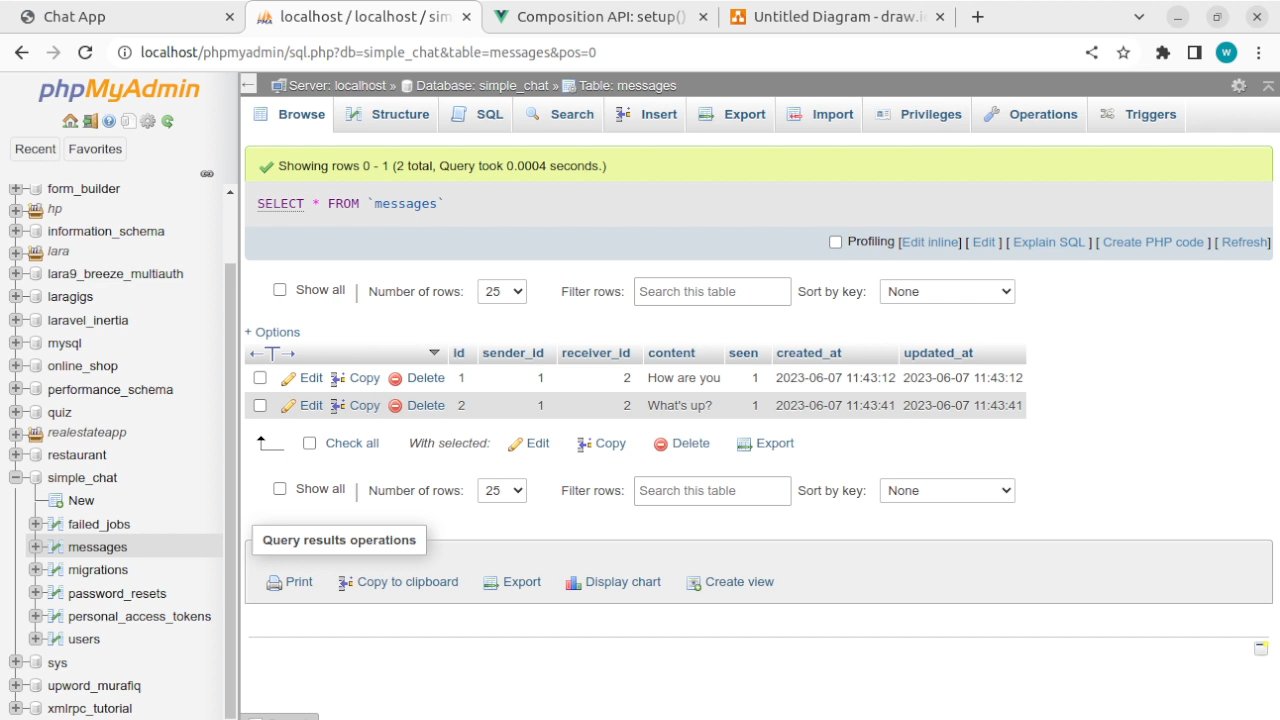 Chat App
localhost / localhost / sim
Composition API: setup()
Untitled Diagram - draw.i
localhost/phpmyadmin/sql.php?db=simple_chat&table=messages&pos=0
W
phpMyAdmin
Recent Favorites
form_builder
hp
information_schema
lara
lara9_breeze_multiauth
laragigs
laravel_inertia
mysql
online_shop
performance_schema
quiz
realestateapp
restaurant
simple_chat
New
failed_jobs
messages
migrations
password_resets
personal_access_tokens
users
sys
upword_murafiq
xmlrpc_tutorial
Server: localhost » Database: simple_chat » Table: messages
Browse Structure SQL Search Insert Export Import Privileges Operations Triggers
Showing rows 0 - 1 (2 total, Query took 0.0004 seconds.)
SELECT * FROM `messages`
Profiling [Edit inline] [ Edit ] [ Explain SQL ] [ Create PHP code ] [ Refresh]
Show all | Number of rows: 25 Filter rows: Search this table Sort by key: None
+ Options
←T→ id sender_id receiver_id content seen created_at updated_at
Edit Copy Delete 1 1 2 How are you 1 2023-06-07 11:43:12 2023-06-07 11:43:12
Edit Copy Delete 2 1 2 What's up? 1 2023-06-07 11:43:41 2023-06-07 11:43:41
Check all With selected: Edit Copy Delete Export
Show all | Number of rows: 25 Filter rows: Search this table Sort by key: None
Query results operations
Print Copy to clipboard Export Display chart Create view